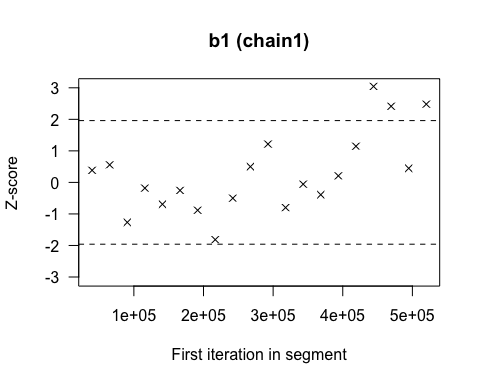 b1 (chain1)
Z-score
3
2
1
0
-1
-2
-3
1e+05 2e+05 3e+05 4e+05 5e+05
First iteration in segment